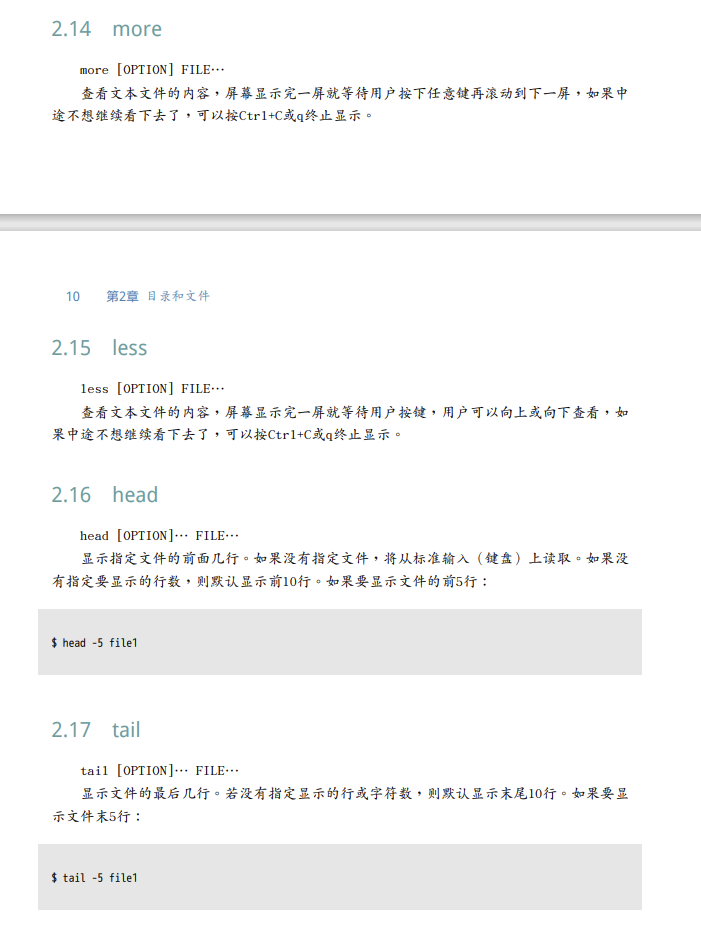 2.14 more
more [OPTION] FILE…
查看文本文件的内容，屏幕显示完一屏就等待用户按下任意键再滚动到下一屏，如果中
途不想继续看下去了，可以按Ctrl+C或q终止显示。
10 第2章 目录和文件
2.15 less
less [OPTION] FILE…
查看文本文件的内容，屏幕显示完一屏就等待用户按键，用户可以向上或向下查看，如
果中途不想继续看下去了，可以按Ctrl+C或q终止显示。
2.16 head
head [OPTION]… FILE…
显示指定文件的前面几行。如果没有指定文件，将从标准输入（键盘）上读取。如果没
有指定要显示的行数，则默认显示前10行。如果要显示文件的前5行：
$ head -5 file1
2.17 tail
tail [OPTION]… FILE…
显示文件的最后几行。若没有指定显示的行或字符数，则默认显示末尾10行。如果要显
示文件末5行：
$ tail -5 file1